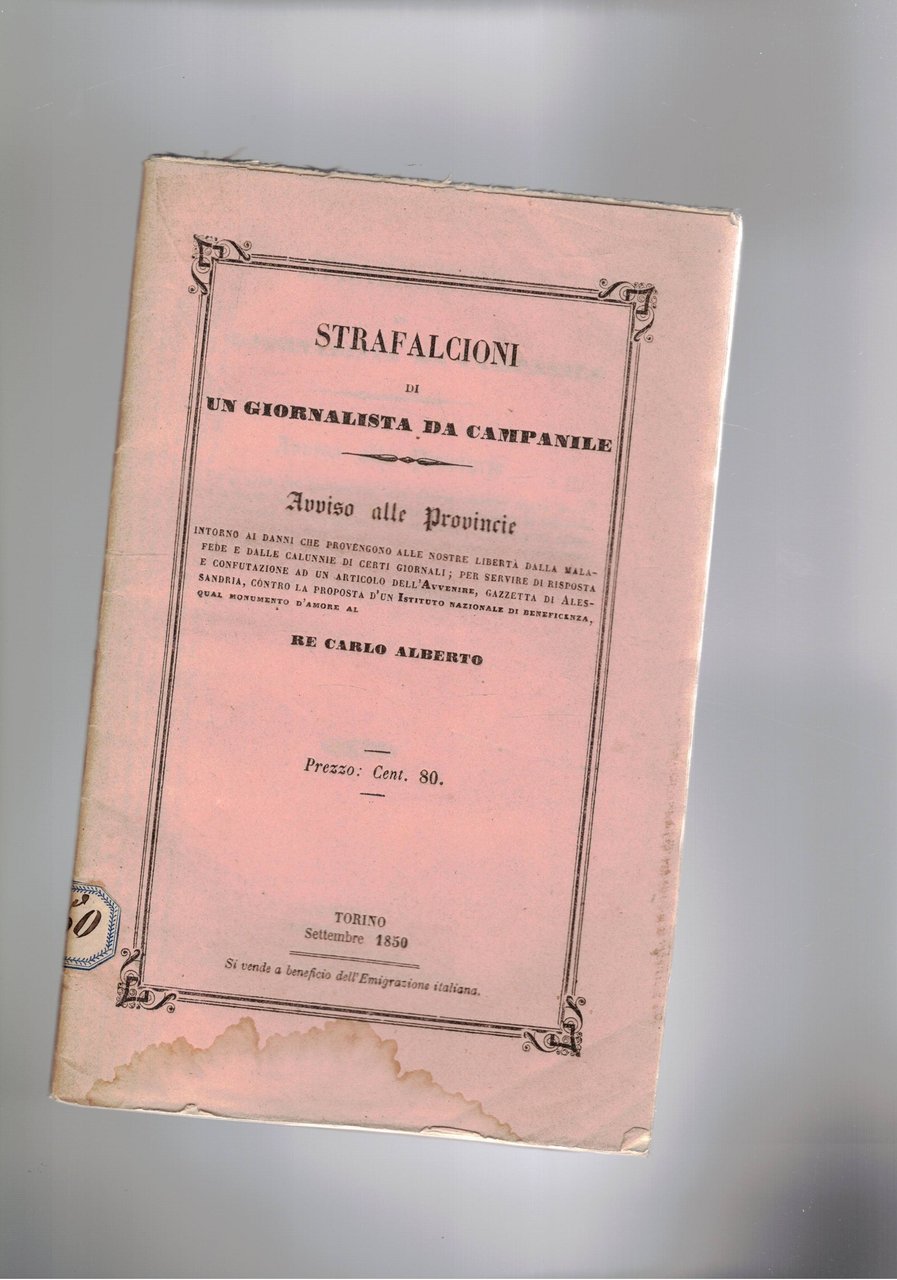 STRAFALCIONI
DI
UN GIORNALISTA DA CAMPANILE
Avviso alle Provincie
INTORNO AI DANNI CHE PROVENGONO ALLE NOSTRE LIBERTÀ DALLA MALA-
FEDE E DALLE CALUNNIE DI CERTI GIORNALI; PER SERVIRE DI RISPOSTA
E CONFUTAZIONE AD UN ARTICOLO DELL'AVVENIRE, GAZZETTA DI ALES-
SANDRIA, CONTRO LA PROPOSTA D'UN ISTITUTO NAZIONALE DI BENEFICENZA,
QUAL MONUMENTO D'AMORE AL
RE CARLO ALBERTO
Prezzo: Cent. 80.
TORINO
Settembre 1850
Si vende a beneficio dell'Emigrazione italiana.